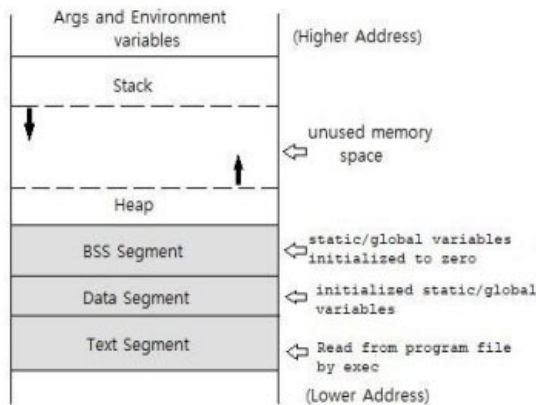 Args and Environment
variables
(Higher Address)
Stack
unused memory
space
Heap
BSS Segment
static/global variables
initialized to zero
Data Segment
initialized static/global
variables
Text Segment
Read from program file
by exec
(Lower Address)